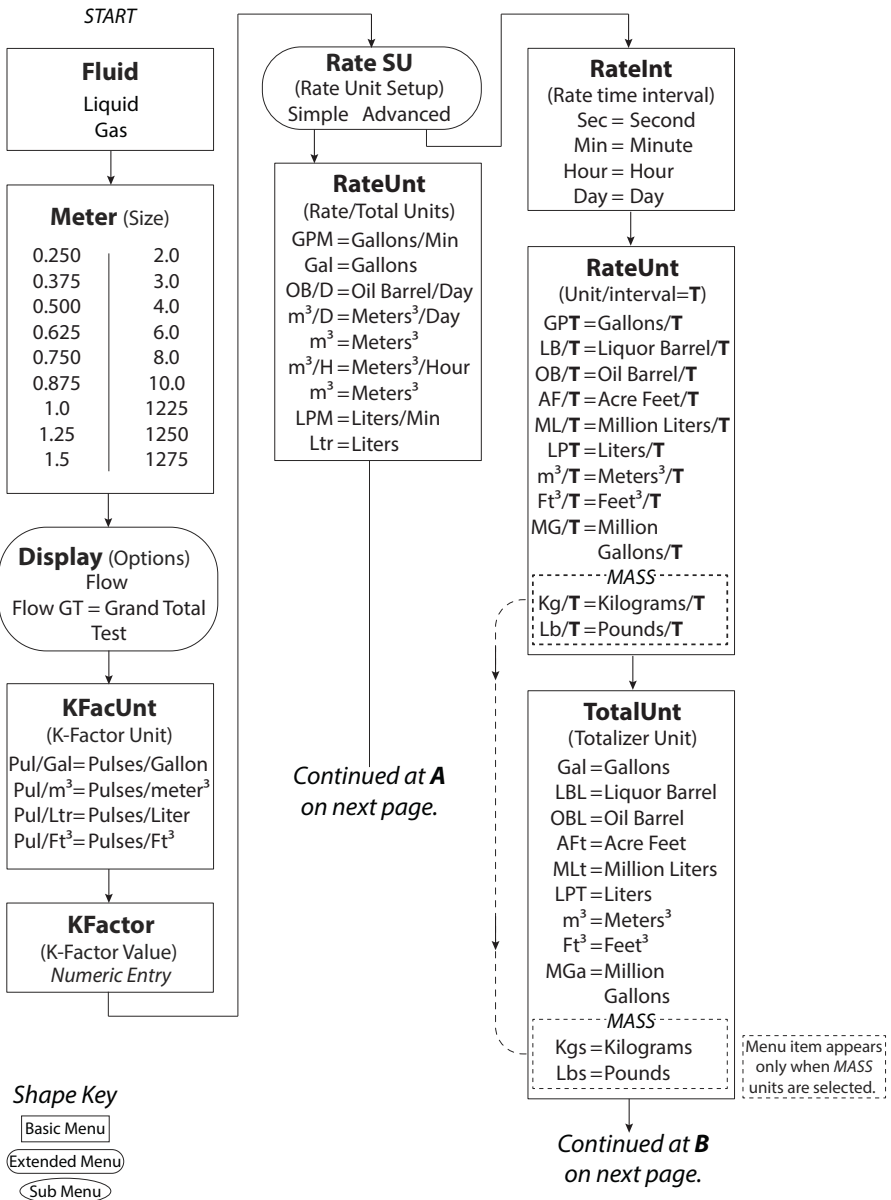 START
Fluid
Liquid
Gas
Meter (Size)
0.250 2.0
0.375 3.0
0.500 4.0
0.625 6.0
0.750 8.0
0.875 10.0
1.0 1225
1.25 1250
1.5 1275
Display (Options)
Flow
Flow GT = Grand Total
Test
KFacUnt
(K-Factor Unit)
Pul/Gal= Pulses/Gallon
Pul/m³= Pulses/meter³
Pul/Ltr= Pulses/Liter
Pul/Ft³= Pulses/Ft³
KFactor
(K-Factor Value)
Numeric Entry
Rate SU
(Rate Unit Setup)
Simple Advanced
RateUnt
(Rate/Total Units)
GPM =Gallons/Min
Gal =Gallons
OB/D =Oil Barrel/Day
m³/D =Meters³/Day
m³ =Meters³
m³/H =Meters³/Hour
m³ =Meters³
LPM =Liters/Min
Ltr =Liters
Continued at A
on next page.
RateInt
(Rate time interval)
Sec = Second
Min = Minute
Hour = Hour
Day = Day
RateUnt
(Unit/interval=T)
GPT =Gallons/T
LB/T =Liquor Barrel/T
OB/T =Oil Barrel/T
AF/T =Acre Feet/T
ML/T =Million Liters/T
LPT =Liters/T
m³/T =Meters³/T
Ft³/T =Feet³/T
MG/T =Million
Gallons/T
MASS
Kg/T =Kilograms/T
Lb/T =Pounds/T
TotalUnt
(Totalizer Unit)
Gal =Gallons
LBL =Liquor Barrel
OBL =Oil Barrel
AFt =Acre Feet
MLt =Million Liters
LPT =Liters
m³ =Meters³
Ft³ =Feet³
MGa =Million
Gallons
MASS
Kgs =Kilograms
Lbs =Pounds
Menu item appears
only when MASS
units are selected.
Continued at B
on next page.
Shape Key
Basic Menu
Extended Menu
Sub Menu